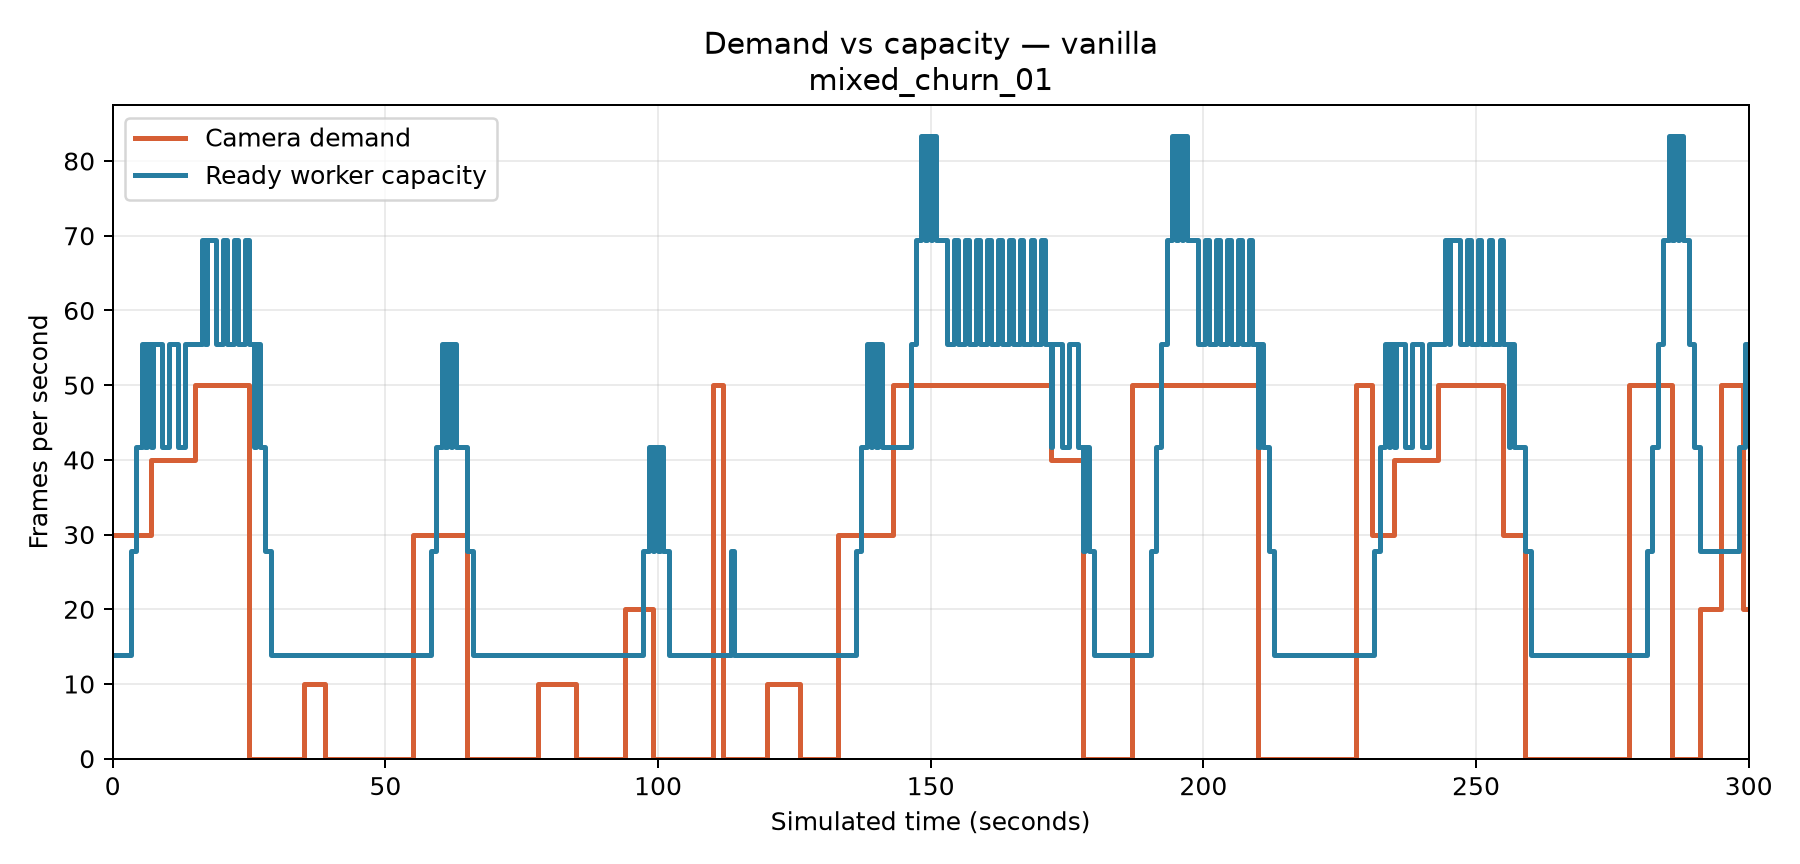 Demand vs capacity — vanilla
mixed_churn_01
Camera demand
Ready worker capacity
Frames per second
80
70
60
50
40
30
20
10
0
0 50 100 150 200 250 300
Simulated time (seconds)